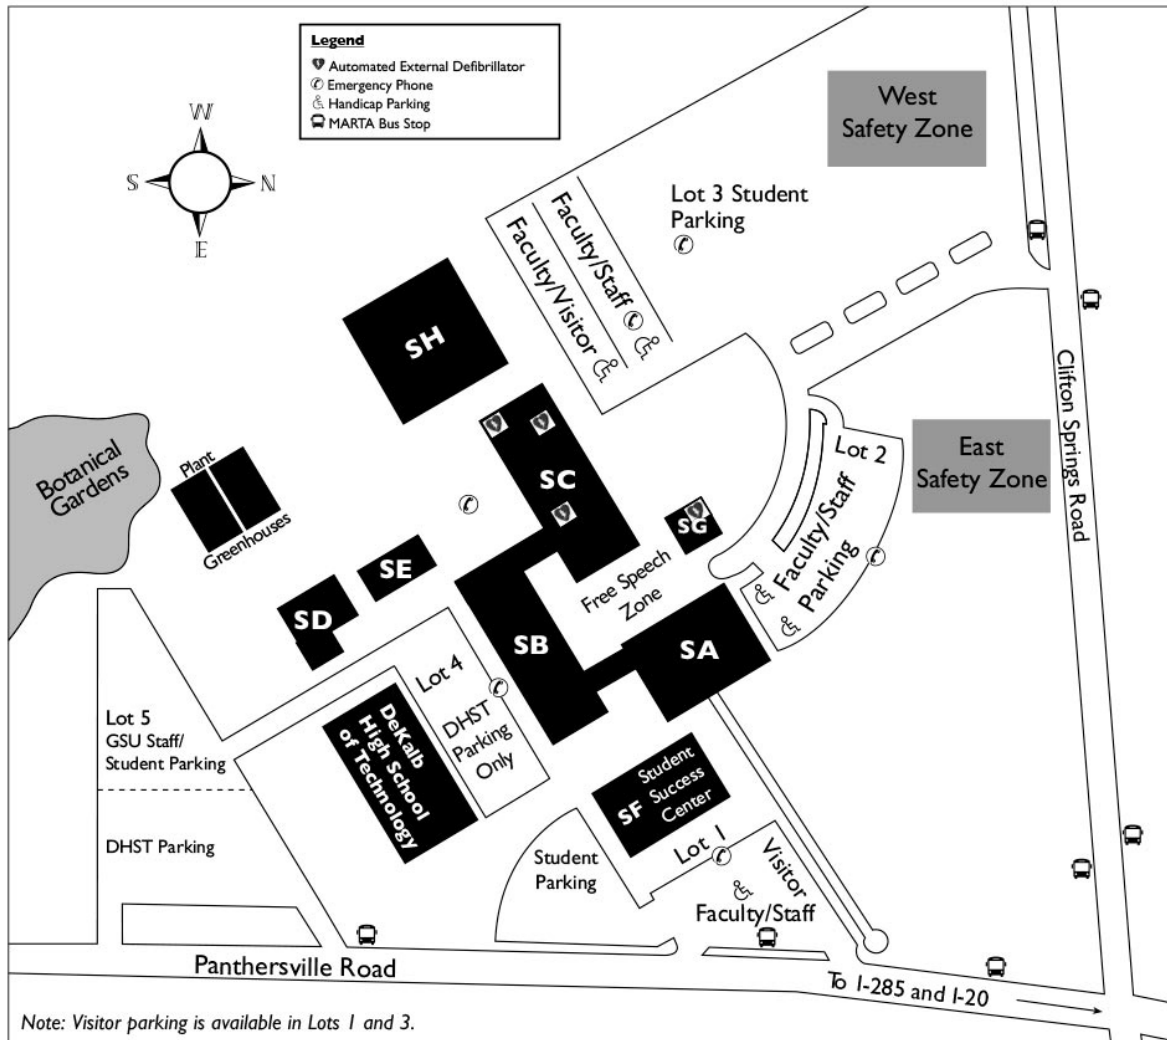 Legend
Automated External Defibrillator
Emergency Phone
Handicap Parking
MARTA Bus Stop
W
S
N
E
West
Safety Zone
Lot 3 Student
Parking
Faculty/Staff
Faculty/Visitor
SH
Clifton Springs Road
Botanical
Gardens
Plant
Greenhouses
SC
Lot 2
Faculty/Staff
Parking
East
Safety Zone
SG
Free Speech
Zone
SE
SD
SB
SA
Lot 4
DHST
Parking
Only
DeKalb
High School
of Technology
Lot 5
GSU Staff/
Student Parking
DHST Parking
SF
Student
Success
Center
Lot 1
Visitor
Student
Parking
Faculty/Staff
Panthersville Road
To I-285 and I-20
Note: Visitor parking is available in Lots 1 and 3.